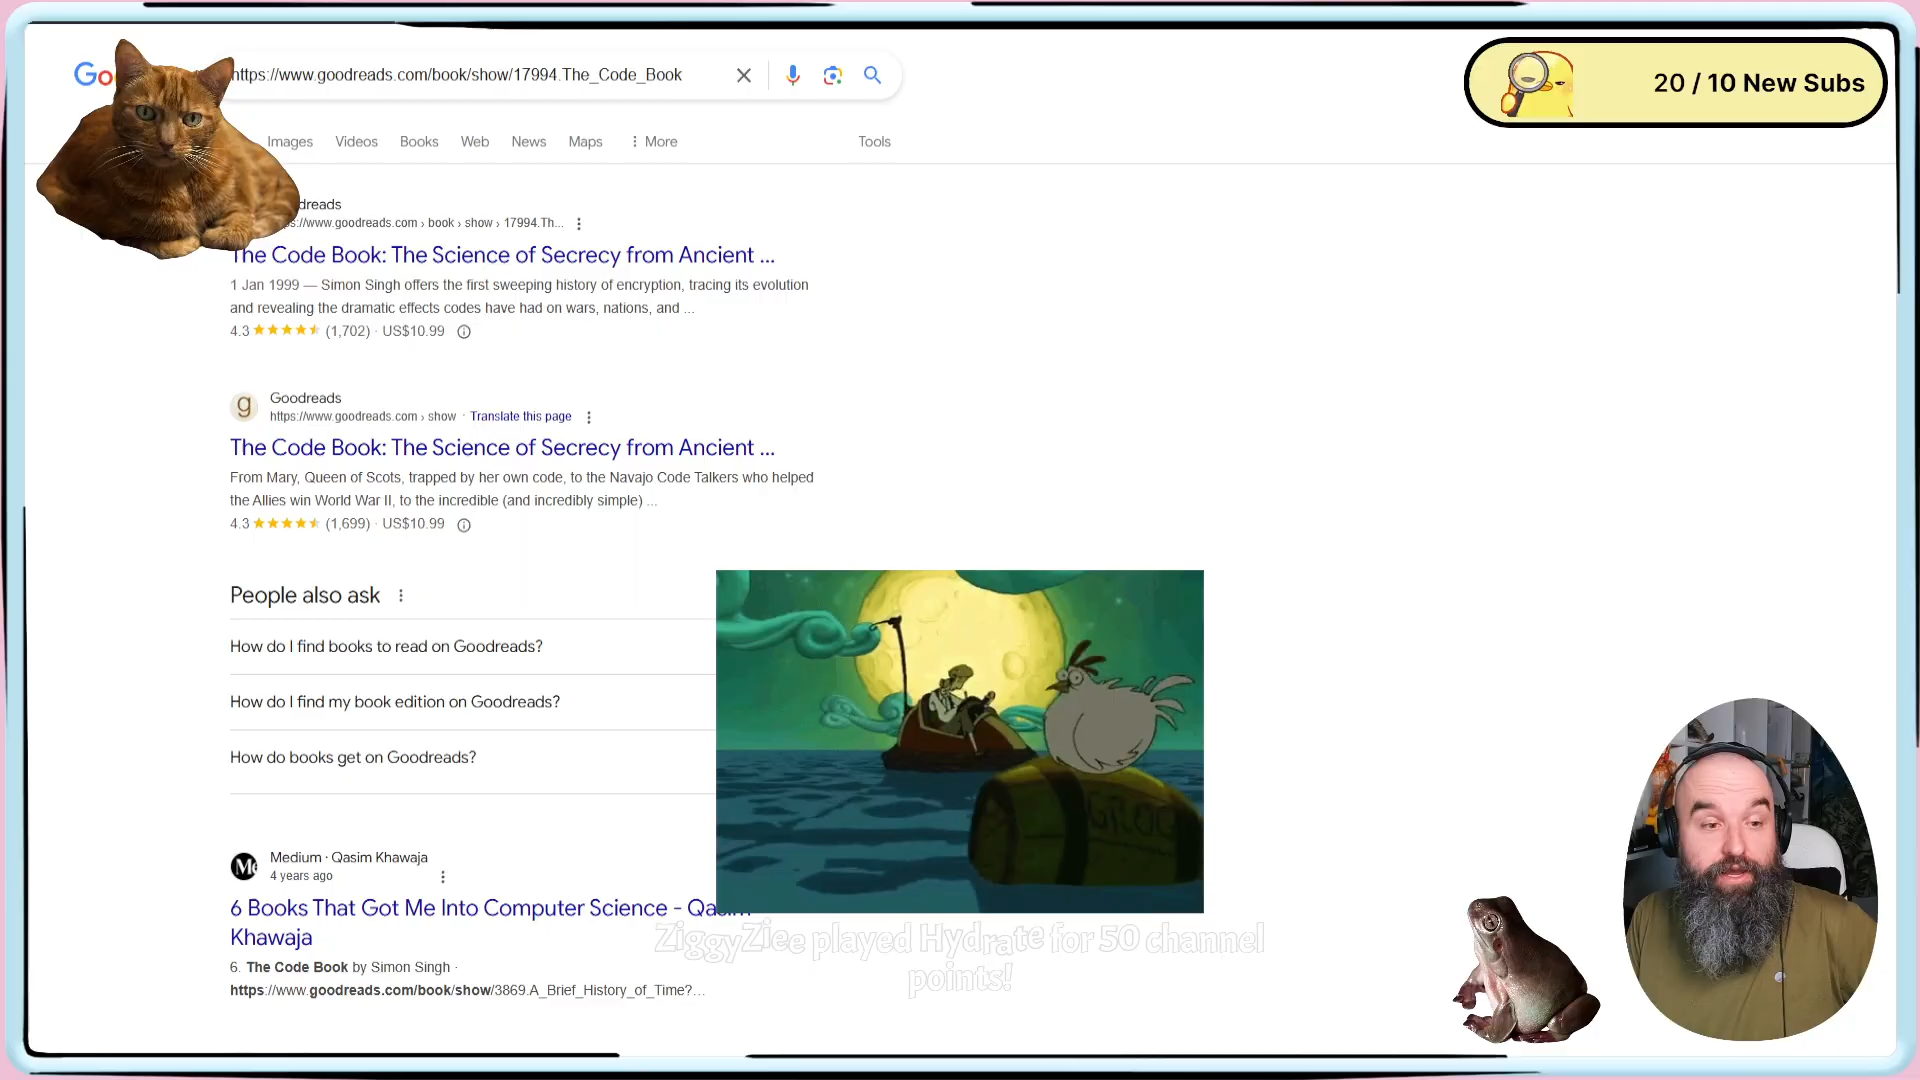 Go
https://www.goodreads.com/book/show/17994.The_Code_Book
20 / 10 New Subs
Images
Videos
Books
Web
News
Maps
More
Tools
dreads
ps://www.goodreads.com › book › show › 17994.Th...
The Code Book: The Science of Secrecy from Ancient ...
1 Jan 1999 — Simon Singh offers the first sweeping history of encryption, tracing its evolution
and revealing the dramatic effects codes have had on wars, nations, and ...
4.3 (1,702) · US$10.99
g
Goodreads
https://www.goodreads.com › show · Translate this page
The Code Book: The Science of Secrecy from Ancient ...
From Mary, Queen of Scots, trapped by her own code, to the Navajo Code Talkers who helped
the Allies win World War II, to the incredible (and incredibly simple) ...
4.3 (1,699) · US$10.99
People also ask
How do I find books to read on Goodreads?
How do I find my book edition on Goodreads?
How do books get on Goodreads?
GROG
Medium · Qasim Khawaja
4 years ago
6 Books That Got Me Into Computer Science - Qasim
Khawaja
6. The Code Book by Simon Singh ·
https://www.goodreads.com/book/show/3869.A_Brief_History_of_Time?...
ZiggyZiee played Hydrate for 50 channel
points!